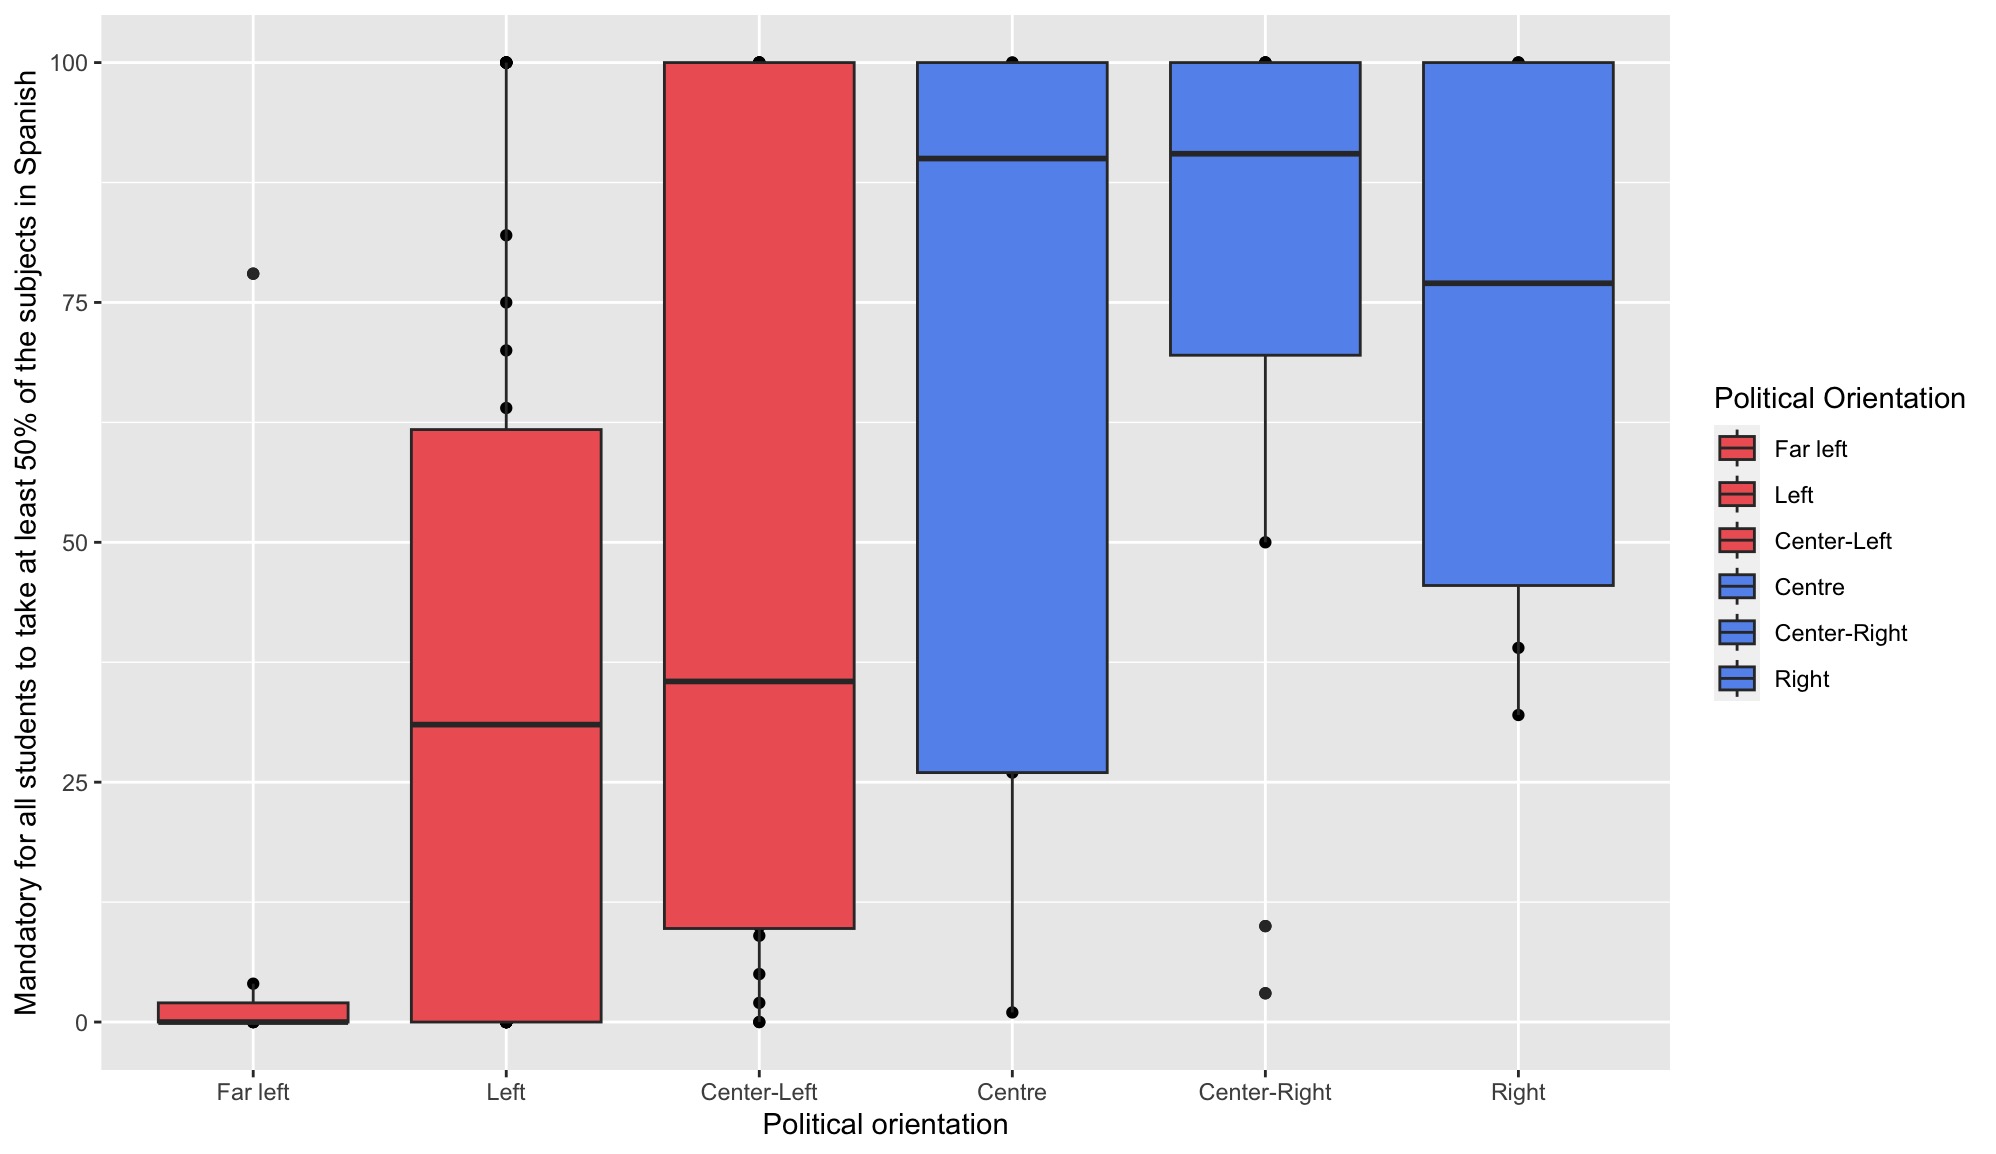 Mandatory for all students to take at least 50% of the subjects in Spanish
100
75
50
25
0
Far left
Left
Center-Left
Centre
Center-Right
Right
Political orientation
Political Orientation
Far left
Left
Center-Left
Centre
Center-Right
Right